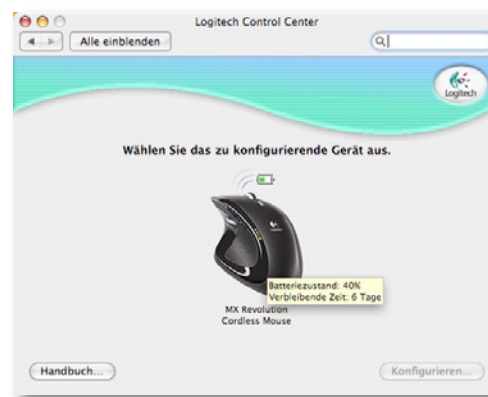 Logitech Control Center
Alle einblenden
Logitech
Wählen Sie das zu konfigurierende Gerät aus.
Batteriezustand: 40%
Verbleibende Zeit: 6 Tage
MX Revolution
Cordless Mouse
Handbuch...
Konfigurieren...